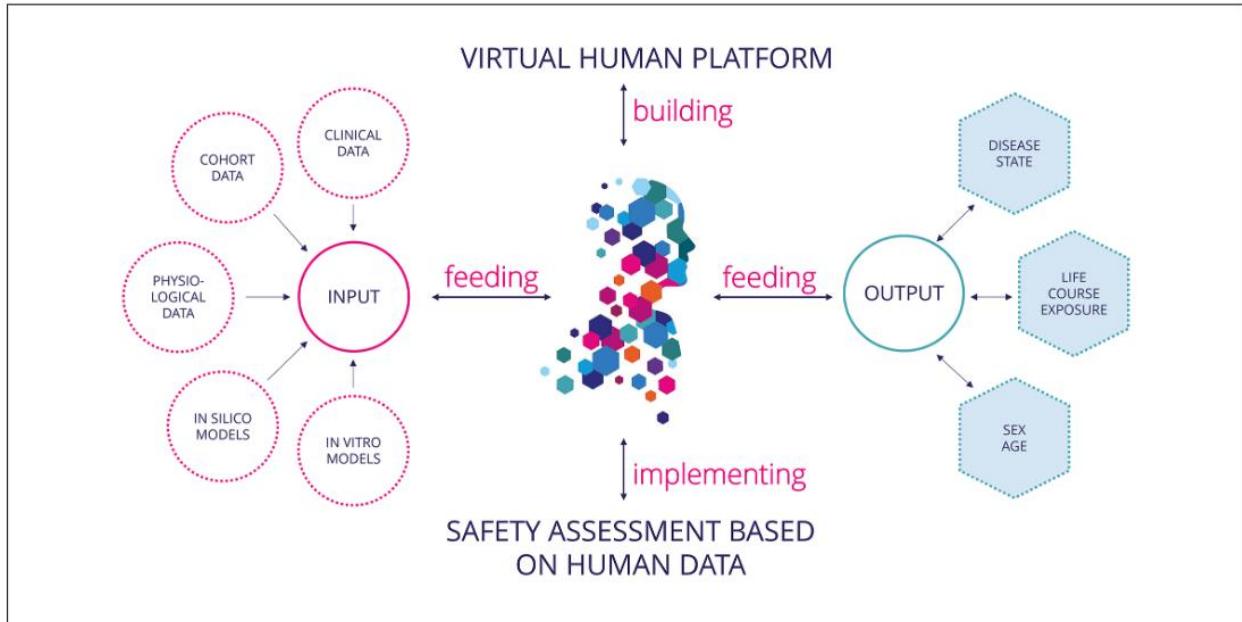 VIRTUAL HUMAN PLATFORM
building
CLINICAL
DATA
COHORT
DATA
PHYSIO-
LOGICAL
DATA
IN SILICO
MODELS
IN VITRO
MODELS
INPUT
feeding
feeding
OUTPUT
DISEASE
STATE
LIFE
COURSE
EXPOSURE
SEX
AGE
implementing
SAFETY ASSESSMENT BASED
ON HUMAN DATA